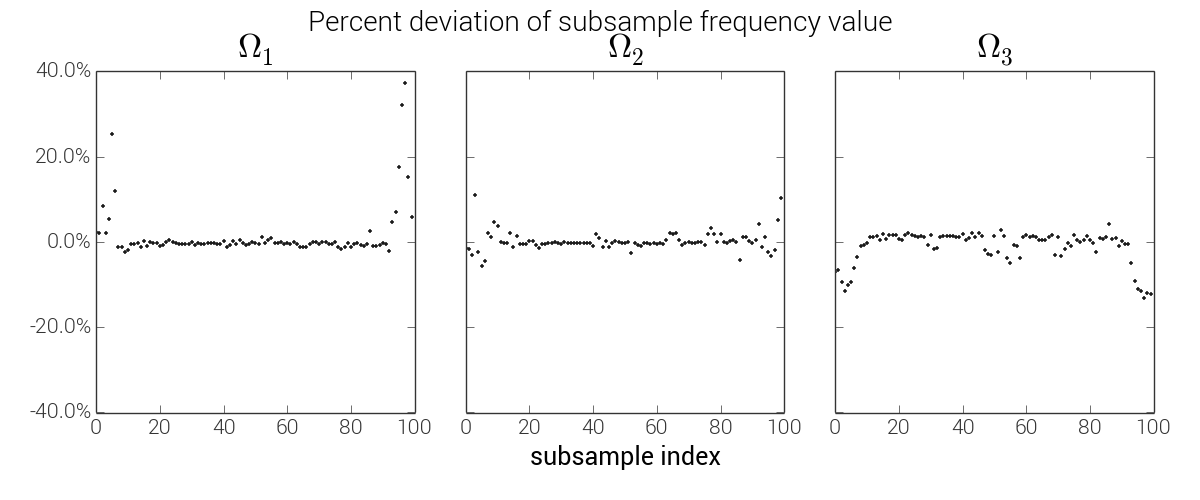 Percent deviation of subsample frequency value
Ω1 Ω2 Ω3
40.0%
20.0%
0.0%
-20.0%
-40.0%
0 20 40 60 80 100 0 20 40 60 80 100 0 20 40 60 80 100
subsample index